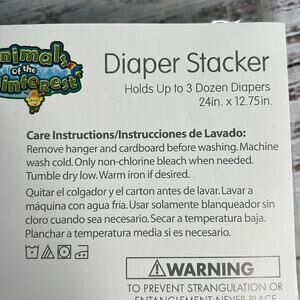 Animals
of the
Rainforest
Diaper Stacker
Holds Up to 3 Dozen Diapers
24in. x 12.75in.
Care Instructions/Instrucciones de Lavado:
Remove hanger and cardboard before washing. Machine
wash cold. Only non-chlorine bleach when needed.
Tumble dry low. Warm iron if desired.
Quitar el colgador y el carton antes de lavar. Lavar a
máquina con agua fría. Usar solamente blanqueador sin
cloro cuando sea necesario. Secar a temperatura baja.
Planchar a temperatura media si es necesario.
WARNING
TO PREVENT STRANGULATION OR
ENTANGLEMENT NEVER PLACE